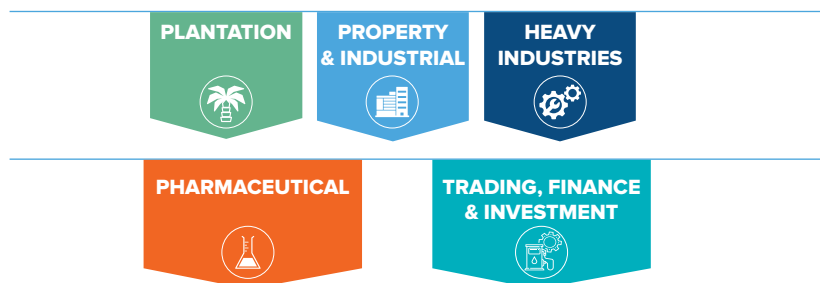 PLANTATION
PROPERTY
& INDUSTRIAL
HEAVY
INDUSTRIES
PHARMACEUTICAL
TRADING, FINANCE
& INVESTMENT